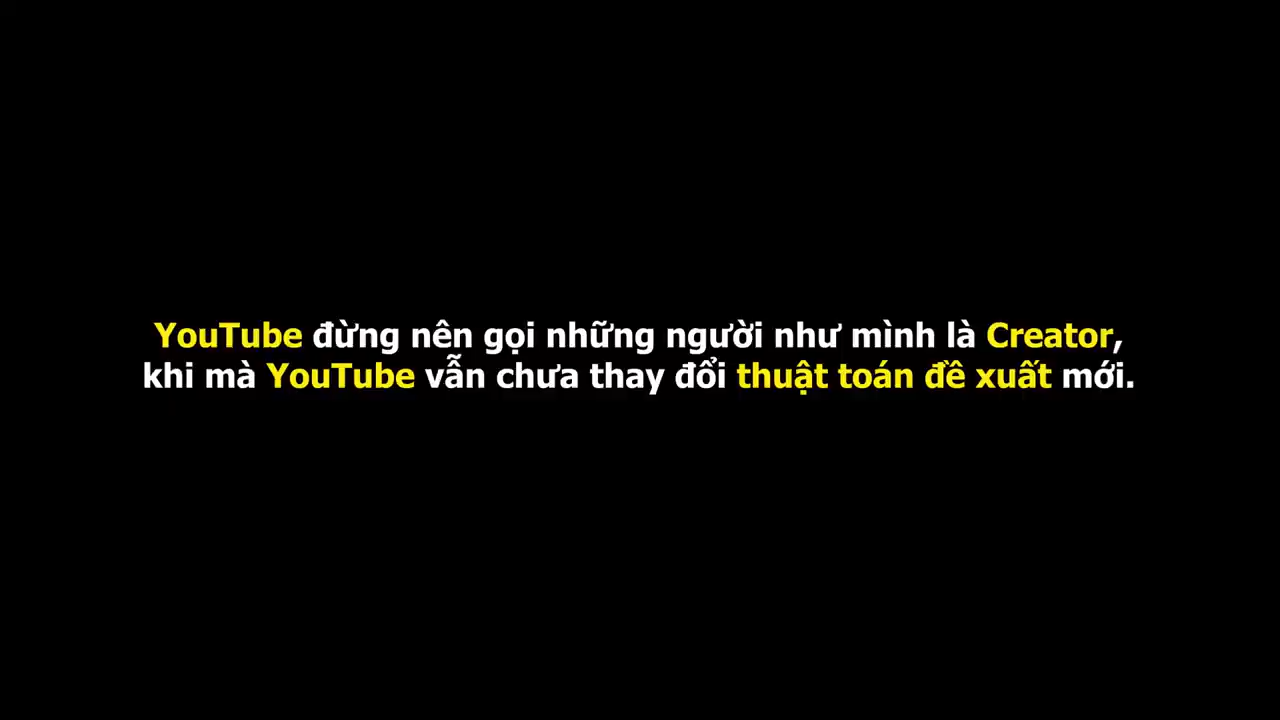 YouTube đừng nên gọi những người như mình là Creator,
khi mà YouTube vẫn chưa thay đổi thuật toán đề xuất mới.